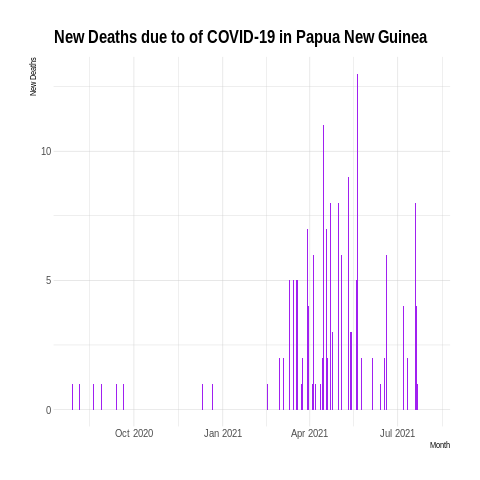 New Deaths due to of COVID-19 in Papua New Guinea
New Deaths
10
5
0
Oct 2020 Jan 2021 Apr 2021 Jul 2021
Month